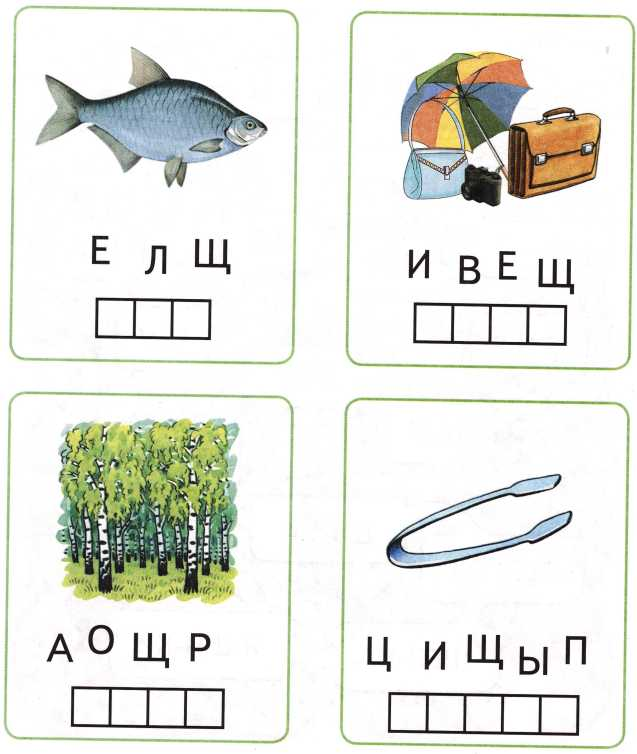 Е Л Щ
И В Е Щ
А О Щ Р
Ц И Щ Ы П